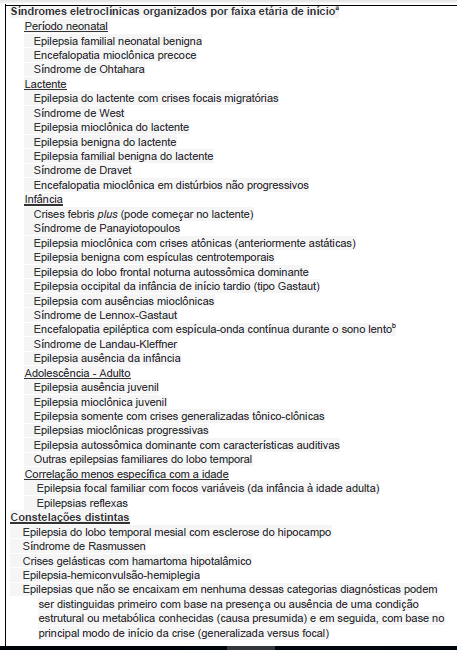 Síndromes eletroclínicas organizados por faixa etária de inícioª
Período neonatal
Epilepsia familial neonatal benigna
Encefalopatia mioclônica precoce
Síndrome de Ohtahara
Lactente
Epilepsia do lactente com crises focais migratórias
Síndrome de West
Epilepsia mioclônica do lactente
Epilepsia benigna do lactente
Epilepsia familial benigna do lactente
Síndrome de Dravet
Encefalopatia mioclônica em distúrbios não progressivos
Infância
Crises febris plus (pode começar no lactente)
Síndrome de Panayiotopoulos
Epilepsia mioclônica com crises atônicas (anteriormente astáticas)
Epilepsia benigna com espículas centrotemporais
Epilepsia do lobo frontal noturna autossômica dominante
Epilepsia occipital da infância de início tardio (tipo Gastaut)
Epilepsia com ausências mioclônicas
Síndrome de Lennox-Gastaut
Encefalopatia epiléptica com espícula-onda contínua durante o sono lentoᵇ
Síndrome de Landau-Kleffner
Epilepsia ausência da infância
Adolescência - Adulto
Epilepsia ausência juvenil
Epilepsia mioclônica juvenil
Epilepsia somente com crises generalizadas tônico-clônicas
Epilepsias mioclônicas progressivas
Epilepsia autossômica dominante com características auditivas
Outras epilepsias familiares do lobo temporal
Correlação menos específica com a idade
Epilepsia focal familiar com focos variáveis (da infância à idade adulta)
Epilepsias reflexas
Constelações distintas
Epilepsia do lobo temporal mesial com esclerose do hipocampo
Síndrome de Rasmussen
Crises gelásticas com hamartoma hipotalâmico
Epilepsia-hemiconvulsão-hemiplegia
Epilepsias que não se encaixam em nenhuma dessas categorias diagnósticas podem
ser distinguidas primeiro com base na presença ou ausência de uma condição
estrutural ou metabólica conhecidas (causa presumida) e em seguida, com base no
principal modo de início da crise (generalizada versus focal)